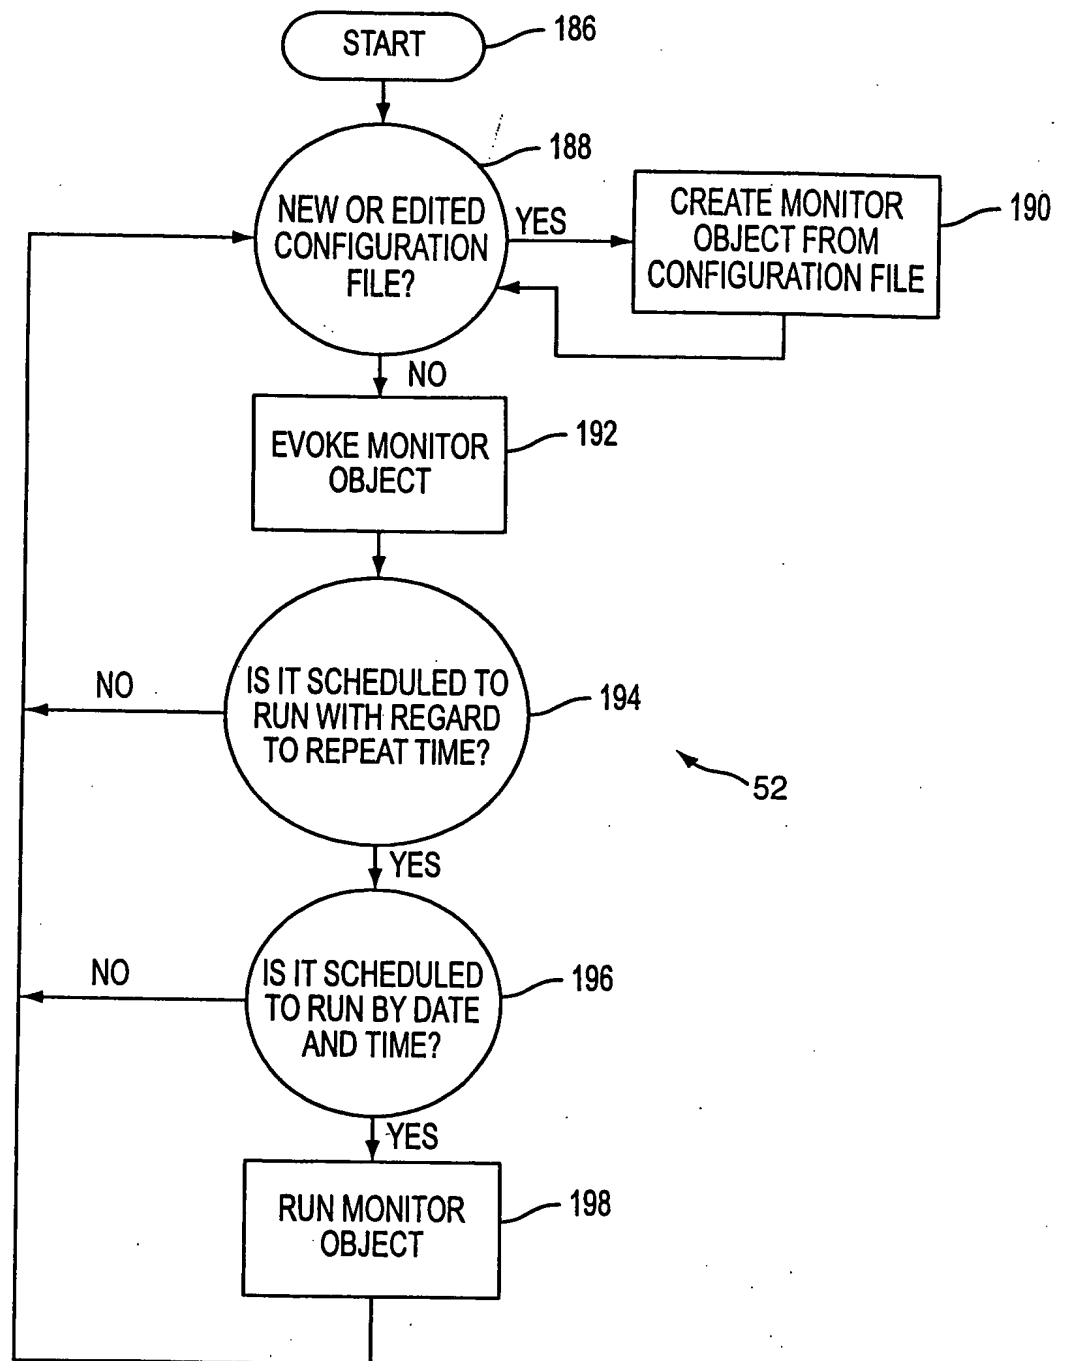 START
186
188
NEW OR EDITED
CONFIGURATION
FILE?
YES
CREATE MONITOR
OBJECT FROM
CONFIGURATION FILE
190
NO
EVOKE MONITOR
OBJECT
192
NO
IS IT SCHEDULED TO
RUN WITH REGARD
TO REPEAT TIME?
194
52
YES
NO
IS IT SCHEDULED
TO RUN BY DATE
AND TIME?
196
YES
RUN MONITOR
OBJECT
198